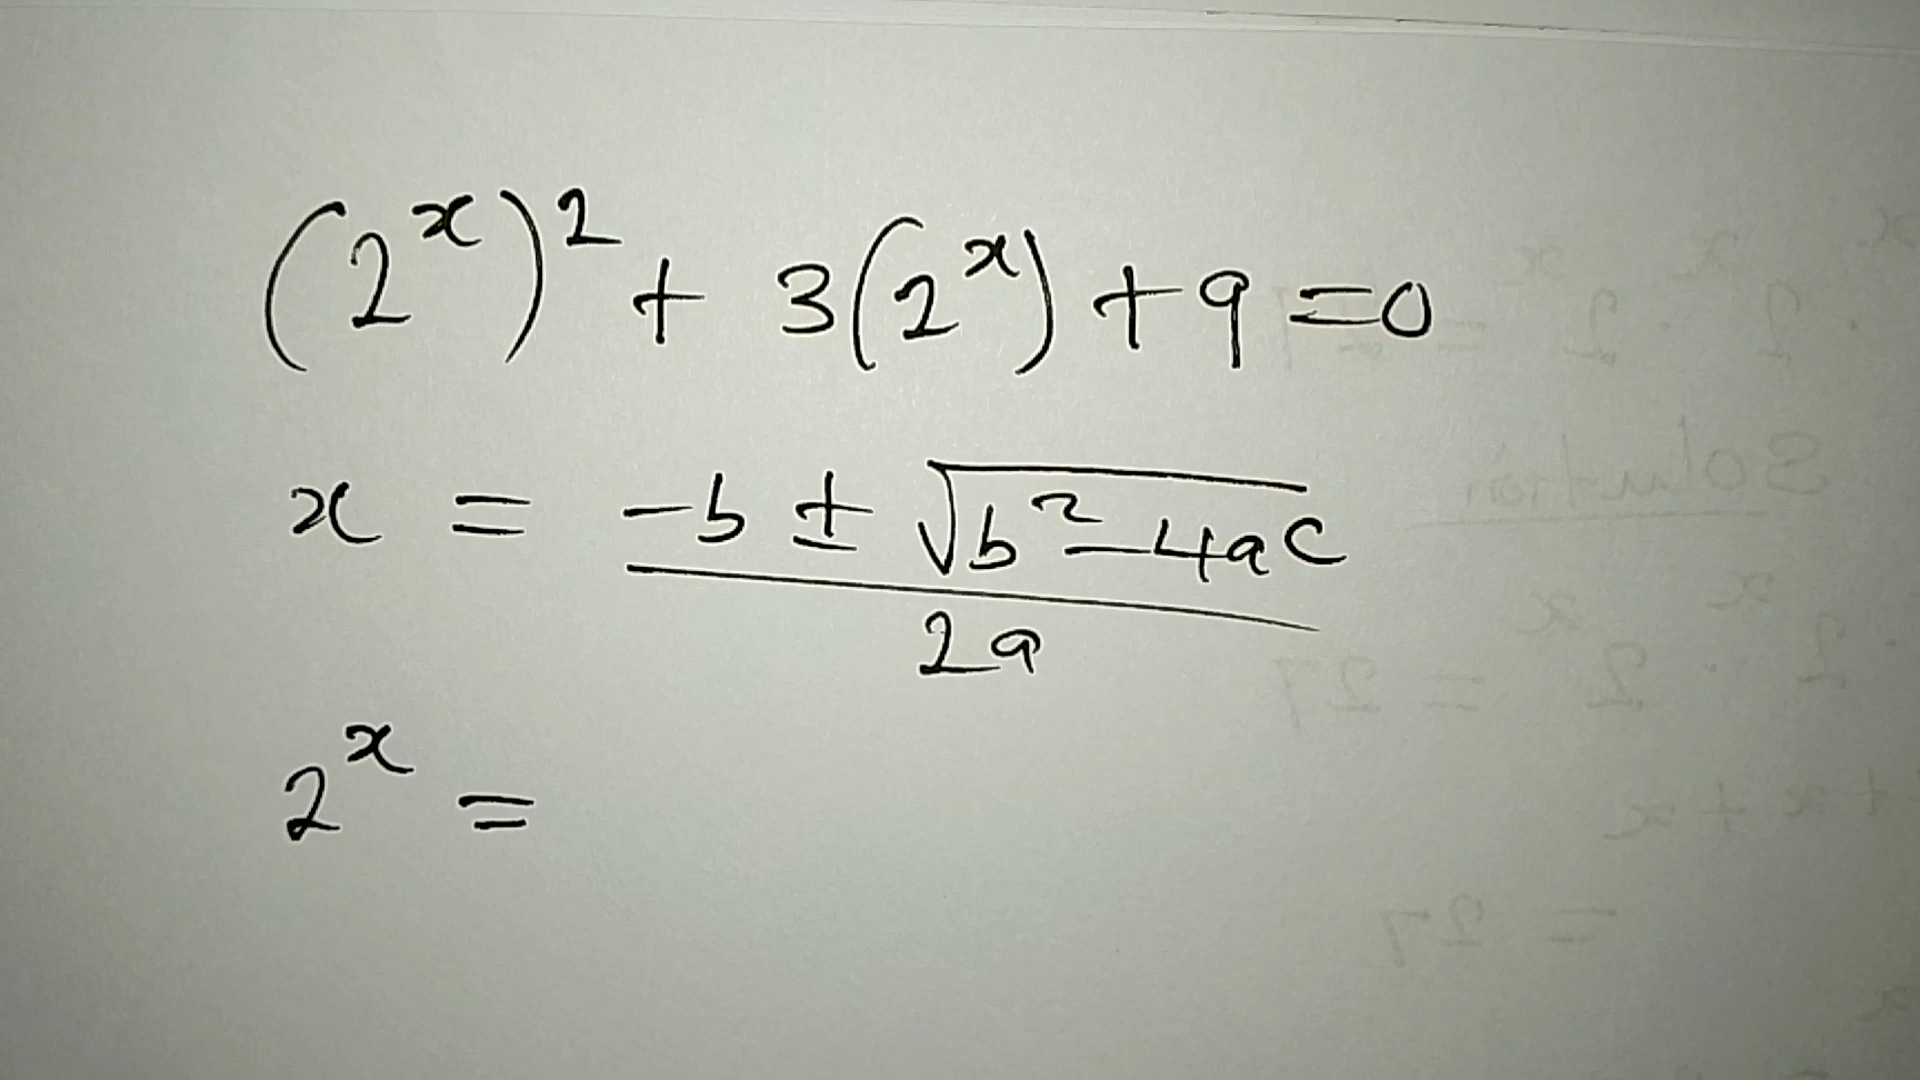 (2^x)^2 + 3(2^x) + 9 = 0
x = -b ± √(b^2 - 4ac)
2a
2^x =